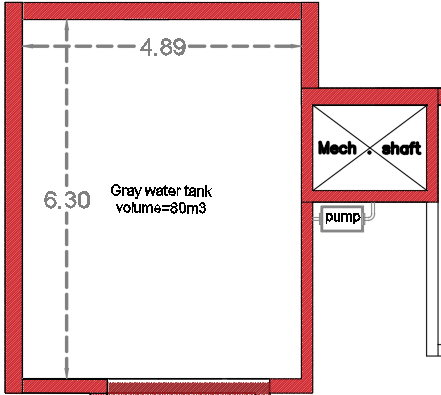 4.89
Mech. shaft
6.30
Gray water tank
volume=80m3
pump